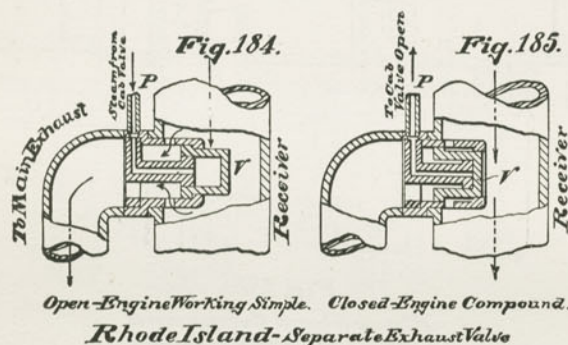 Fig. 184.
Steam from
Cab Valve
P
To Main Exhaust
V
Receiver
Open-Engine Working Simple.
Fig. 185.
To Cab
Valve Open
P
V
Receiver
Closed-Engine Compound.
Rhode Island-Separate Exhaust Valve